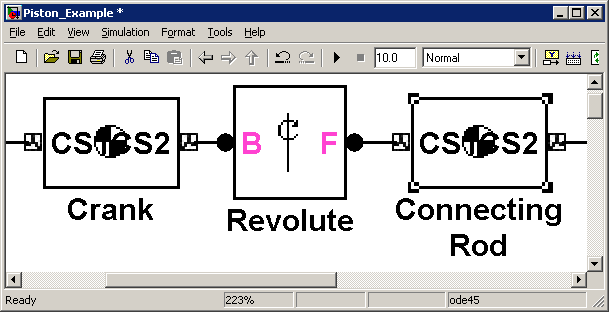 Piston_Example *
File Edit View Simulation Format Tools Help
10.0 Normal
CS1 CS2 B F CS1 CS2
Crank Revolute Connecting
Rod
Ready 223% ode45